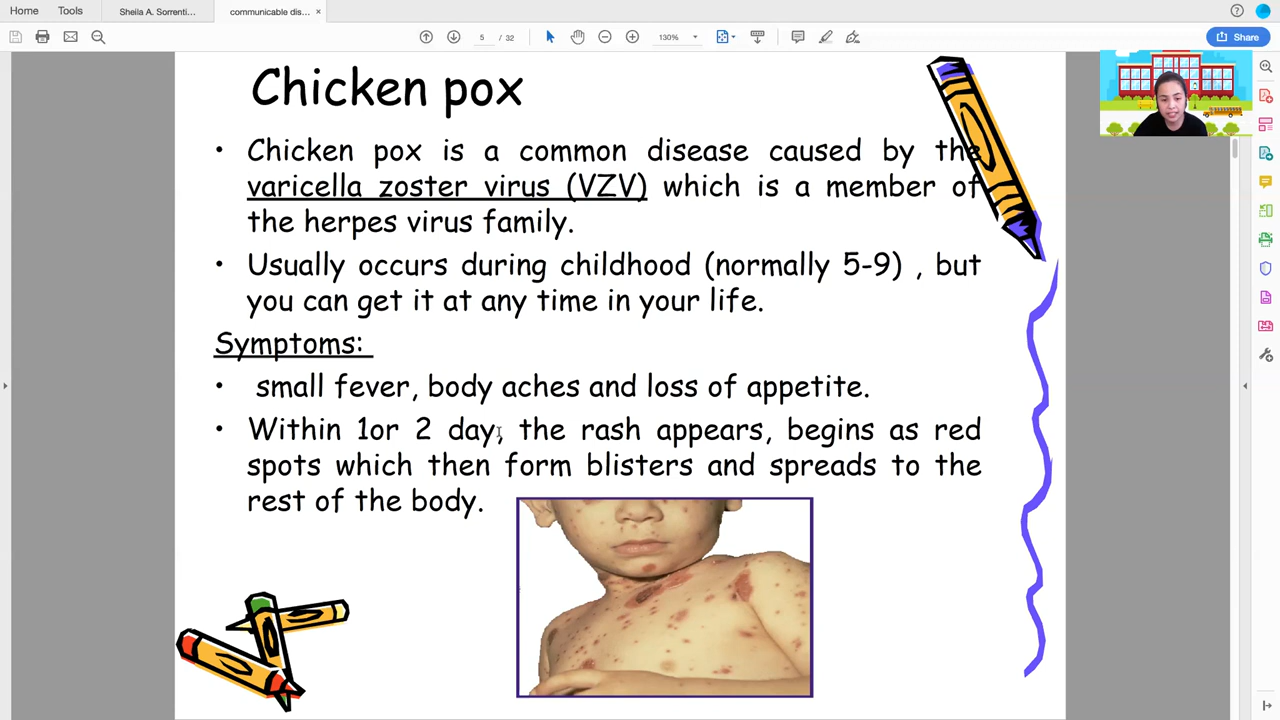 Home
Tools
Sheila A. Sorrenti...
communicable dis...
×
5 / 32
130%
Share
Chicken pox
• Chicken pox is a common disease caused by the
varicella zoster virus (VZV) which is a member of
the herpes virus family.
• Usually occurs during childhood (normally 5-9) , but
you can get it at any time in your life.
Symptoms:
• small fever, body aches and loss of appetite.
• Within 1or 2 day, the rash appears, begins as red
spots which then form blisters and spreads to the
rest of the body.